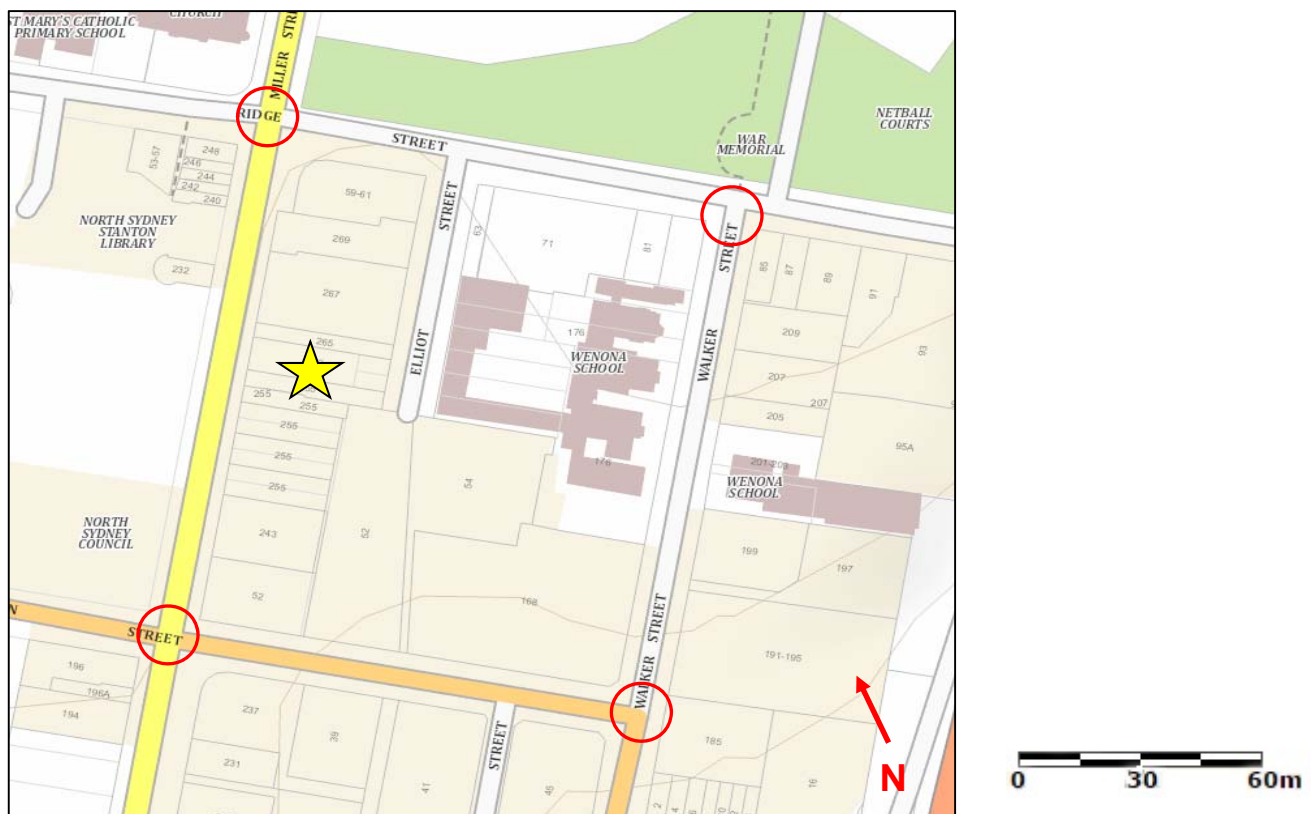 ST MARY'S CATHOLIC
PRIMARY SCHOOL
CHURCH
MILLER STRE
RIDGE
STREET
NETBALL
COURTS
WAR
MEMORIAL
53-57
248
246
244
242
240
59-61
STREET
63
71
81
STREET
85
87
89
91
NORTH SYDNEY
STANTON
LIBRARY
269
232
267
176
209
93
265
ELLIOT
WENONA
SCHOOL
WALKER
207
207
205
255
255
255
95A
255
255
54
176
201-203
WENONA
SCHOOL
NORTH
SYDNEY
COUNCIL
243
52
199
197
52
168
WALKER STREET
N
STREET
191-195
196
196A
194
237
39
STREET
185
231
41
45
16
2
4
N
0 30 60m